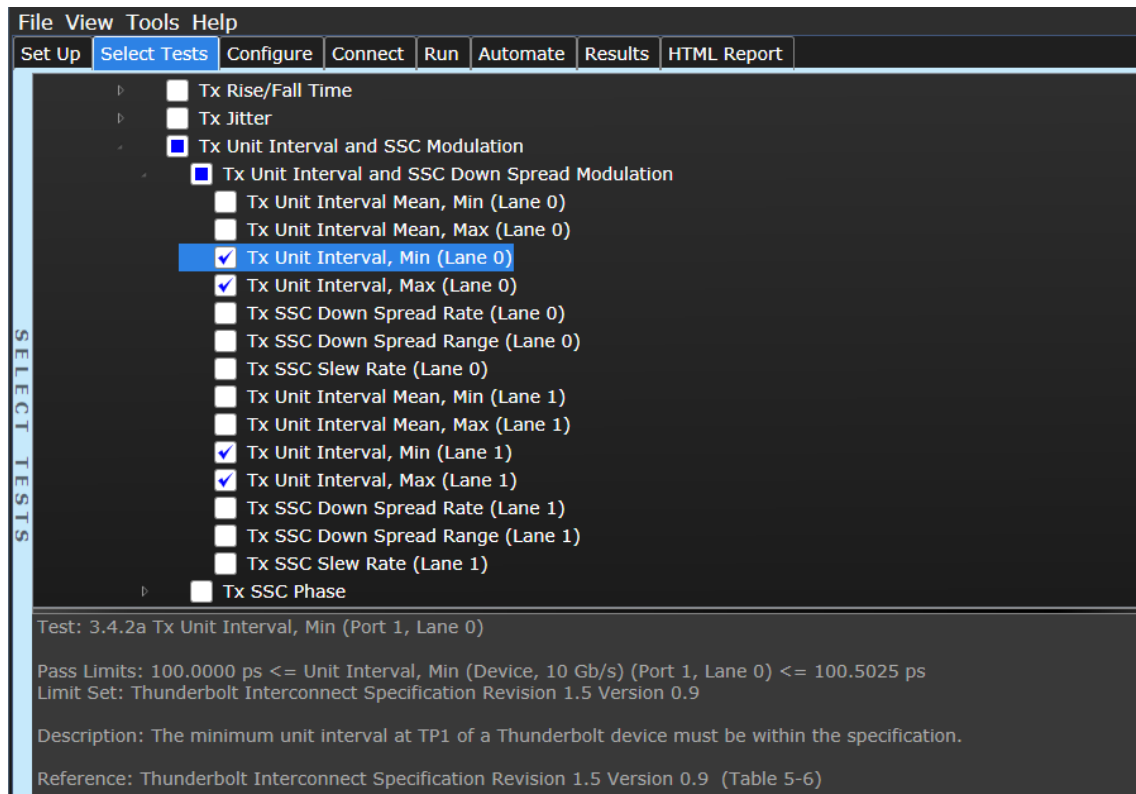 File View Tools Help
Set Up Select Tests Configure Connect Run Automate Results HTML Report
Tx Rise/Fall Time
Tx Jitter
Tx Unit Interval and SSC Modulation
Tx Unit Interval and SSC Down Spread Modulation
Tx Unit Interval Mean, Min (Lane 0)
Tx Unit Interval Mean, Max (Lane 0)
Tx Unit Interval, Min (Lane 0)
Tx Unit Interval, Max (Lane 0)
Tx SSC Down Spread Rate (Lane 0)
Tx SSC Down Spread Range (Lane 0)
Tx SSC Slew Rate (Lane 0)
Tx Unit Interval Mean, Min (Lane 1)
Tx Unit Interval Mean, Max (Lane 1)
Tx Unit Interval, Min (Lane 1)
Tx Unit Interval, Max (Lane 1)
Tx SSC Down Spread Rate (Lane 1)
Tx SSC Down Spread Range (Lane 1)
Tx SSC Slew Rate (Lane 1)
Tx SSC Phase
SELECT TESTS
Test: 3.4.2a Tx Unit Interval, Min (Port 1, Lane 0)
Pass Limits: 100.0000 ps <= Unit Interval, Min (Device, 10 Gb/s) (Port 1, Lane 0) <= 100.5025 ps
Limit Set: Thunderbolt Interconnect Specification Revision 1.5 Version 0.9
Description: The minimum unit interval at TP1 of a Thunderbolt device must be within the specification.
Reference: Thunderbolt Interconnect Specification Revision 1.5 Version 0.9 (Table 5-6)